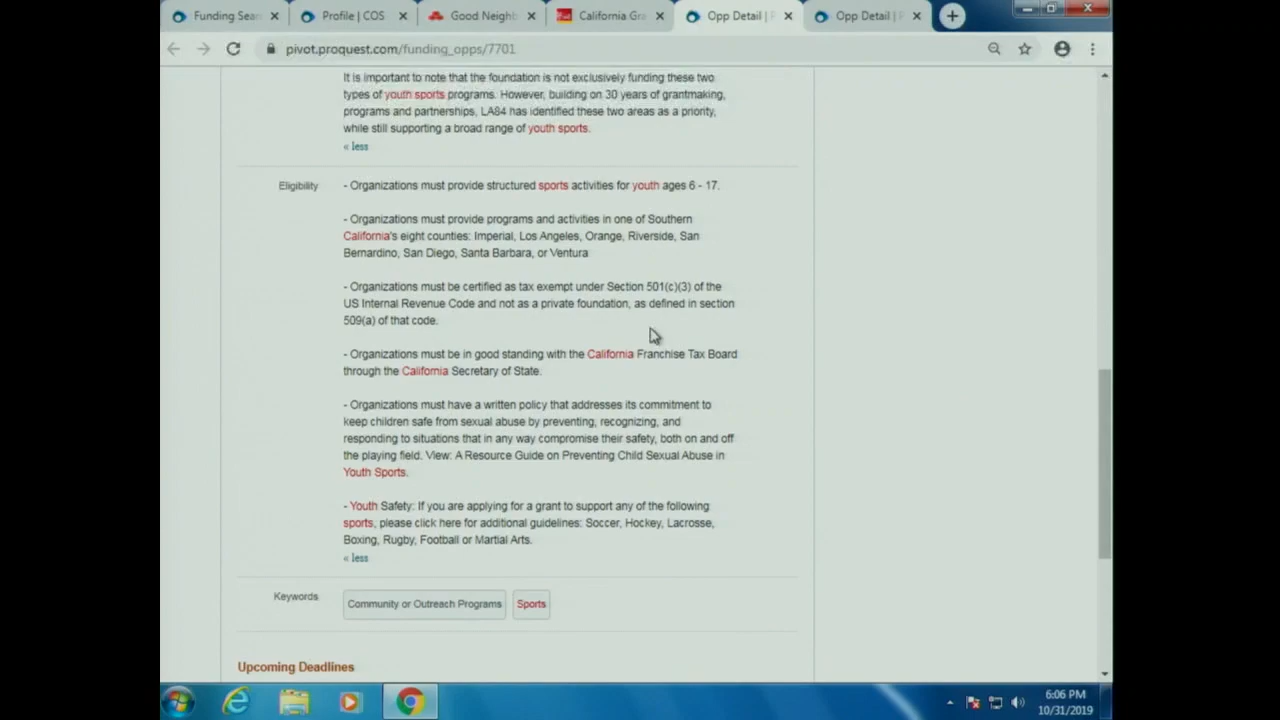 Funding Sear
Profile | COS
Good Neighb
California Gra
Opp Detail | P
Opp Detail | P
pivot.proquest.com/funding_opps/7701
It is important to note that the foundation is not exclusively funding these two
types of youth sports programs. However, building on 30 years of grantmaking,
programs and partnerships, LA84 has identified these two areas as a priority,
while still supporting a broad range of youth sports.
« less
Eligibility
- Organizations must provide structured sports activities for youth ages 6 - 17.
- Organizations must provide programs and activities in one of Southern
California's eight counties: Imperial, Los Angeles, Orange, Riverside, San
Bernardino, San Diego, Santa Barbara, or Ventura
- Organizations must be certified as tax exempt under Section 501(c)(3) of the
US Internal Revenue Code and not as a private foundation, as defined in section
509(a) of that code.
- Organizations must be in good standing with the California Franchise Tax Board
through the California Secretary of State.
- Organizations must have a written policy that addresses its commitment to
keep children safe from sexual abuse by preventing, recognizing, and
responding to situations that in any way compromise their safety, both on and off
the playing field. View: A Resource Guide on Preventing Child Sexual Abuse in
Youth Sports.
- Youth Safety: If you are applying for a grant to support any of the following
sports, please click here for additional guidelines: Soccer, Hockey, Lacrosse,
Boxing, Rugby, Football or Martial Arts.
« less
Keywords
Community or Outreach Programs
Sports
Upcoming Deadlines
6:06 PM
10/31/2019